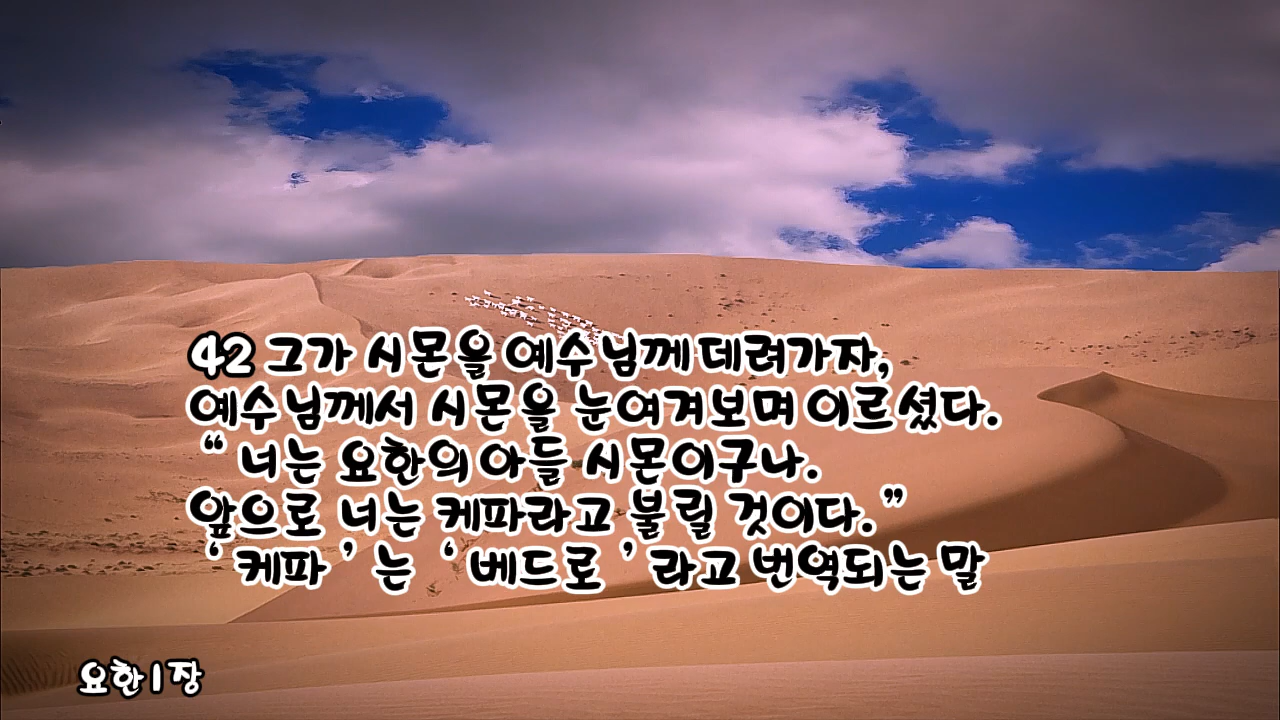 42 그가 시몬을 예수님께 데려가자,
예수님께서 시몬을 눈여겨보며 이르셨다.
“ 너는 요한의 아들 시몬이구나.
앞으로 너는 케파라고 불릴 것이다.”
‘ 케파 ’ 는 ‘ 베드로 ’ 라고 번역되는 말
요한1장